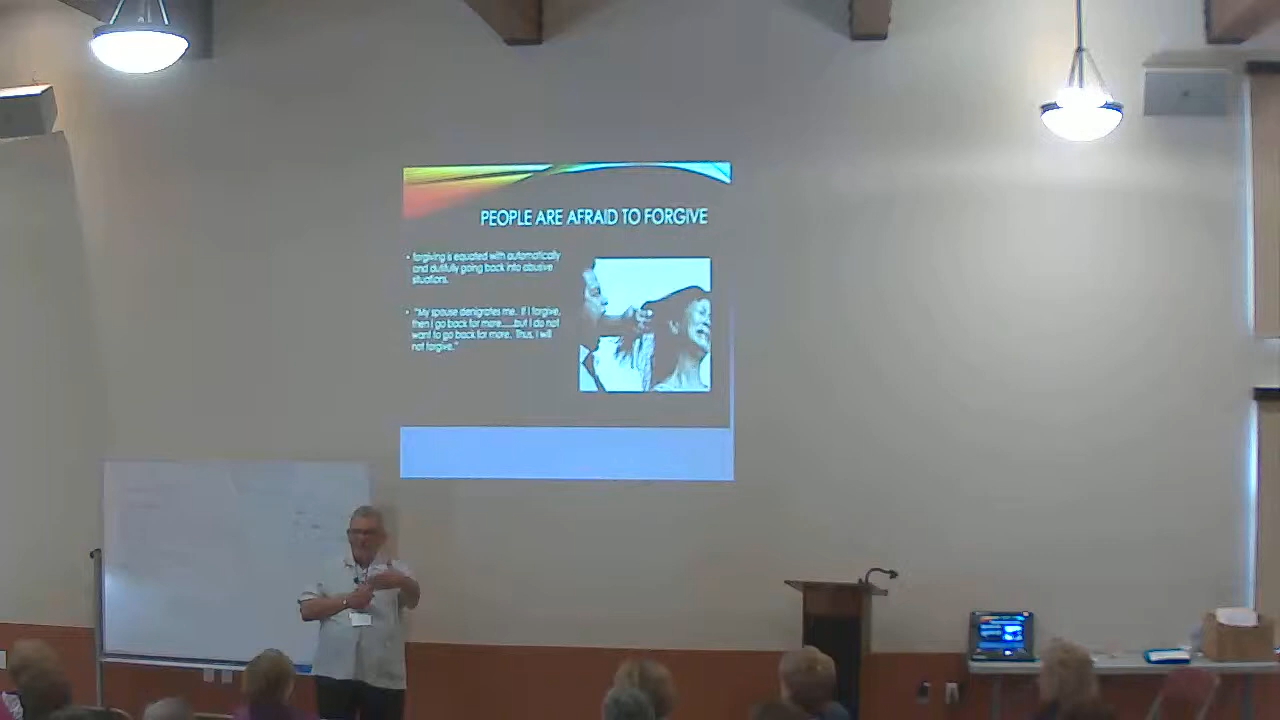 PEOPLE ARE AFRAID TO FORGIVE
• forgiving is equated with automatically
and dutifully going back into abusive
situations.
• "My spouse denigrates me. If I forgive,
then I go back for more.....but I do not
want to go back for more. Thus, I will
not forgive."